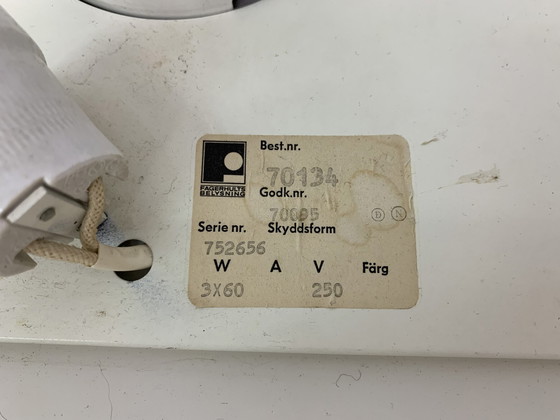 FAGERHULTS
BELYSNING
Best.nr.
70134
Godk.nr.
70095
D N
Serie nr. Skyddsform
752656
W A V Färg
3X60 250